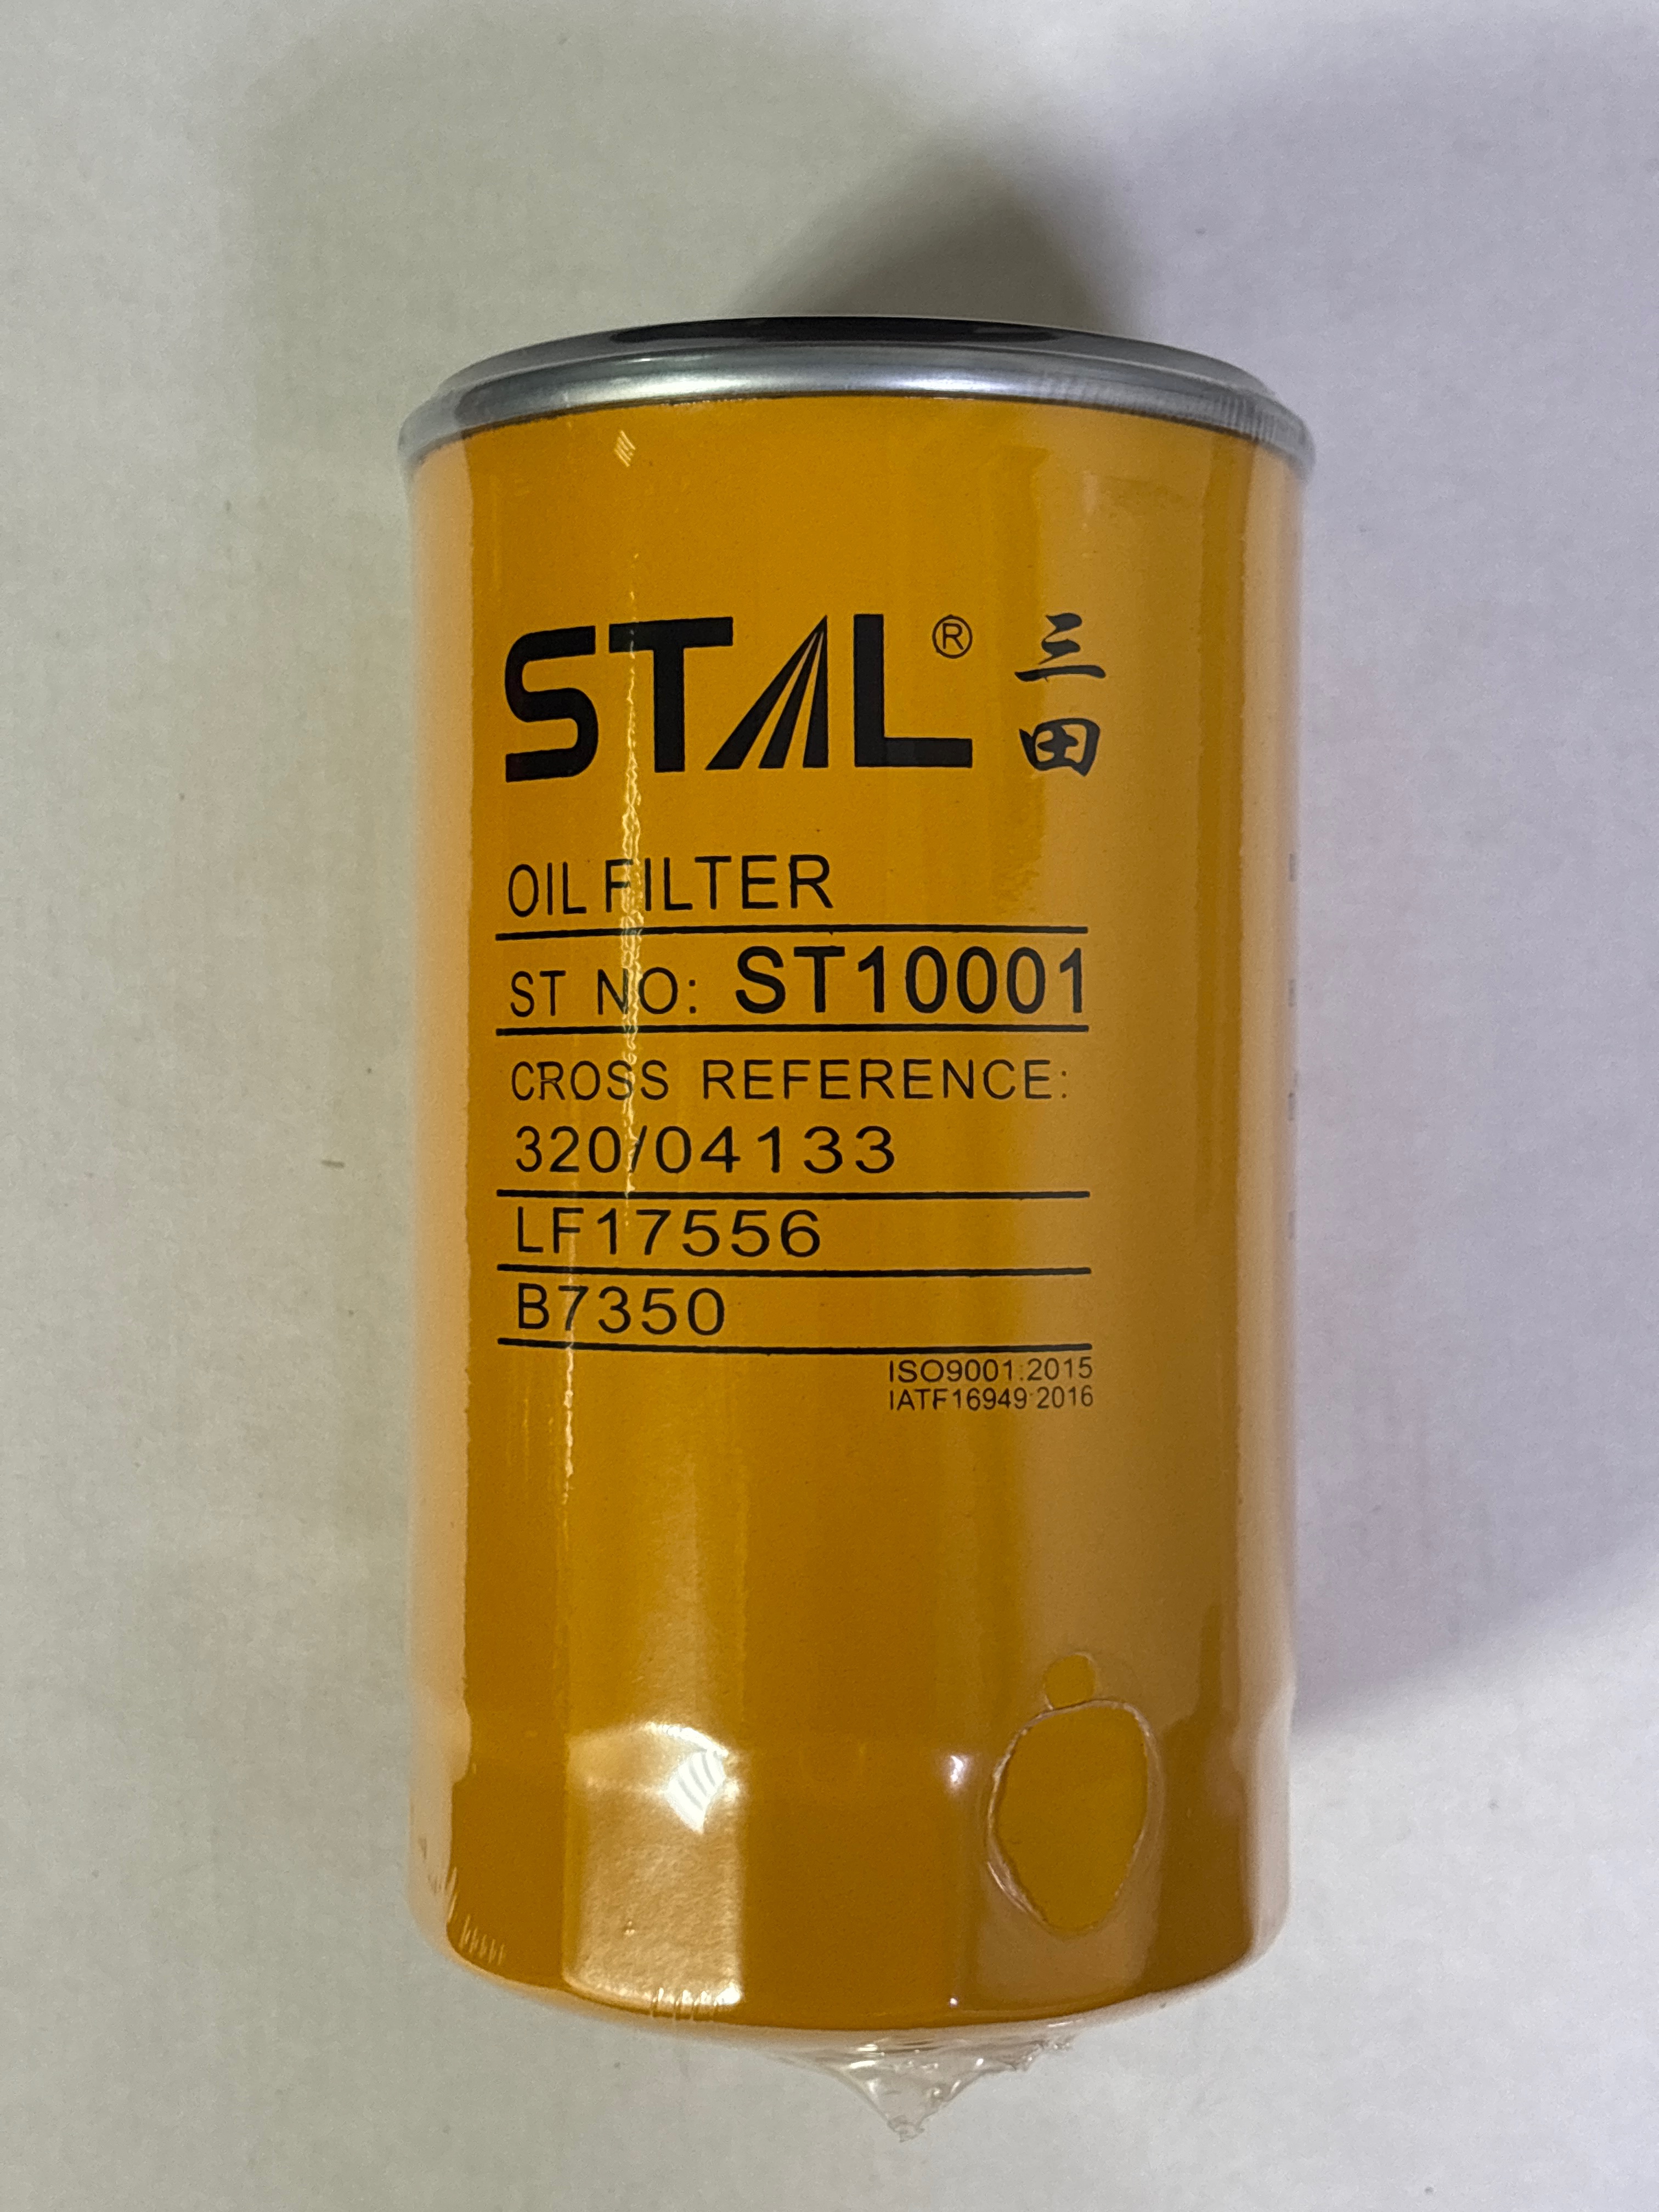 STAL® 三田
OIL FILTER
ST NO: ST10001
CROSS REFERENCE:
320/04133
LF17556
B7350
ISO9001:2015
IATF16949:2016